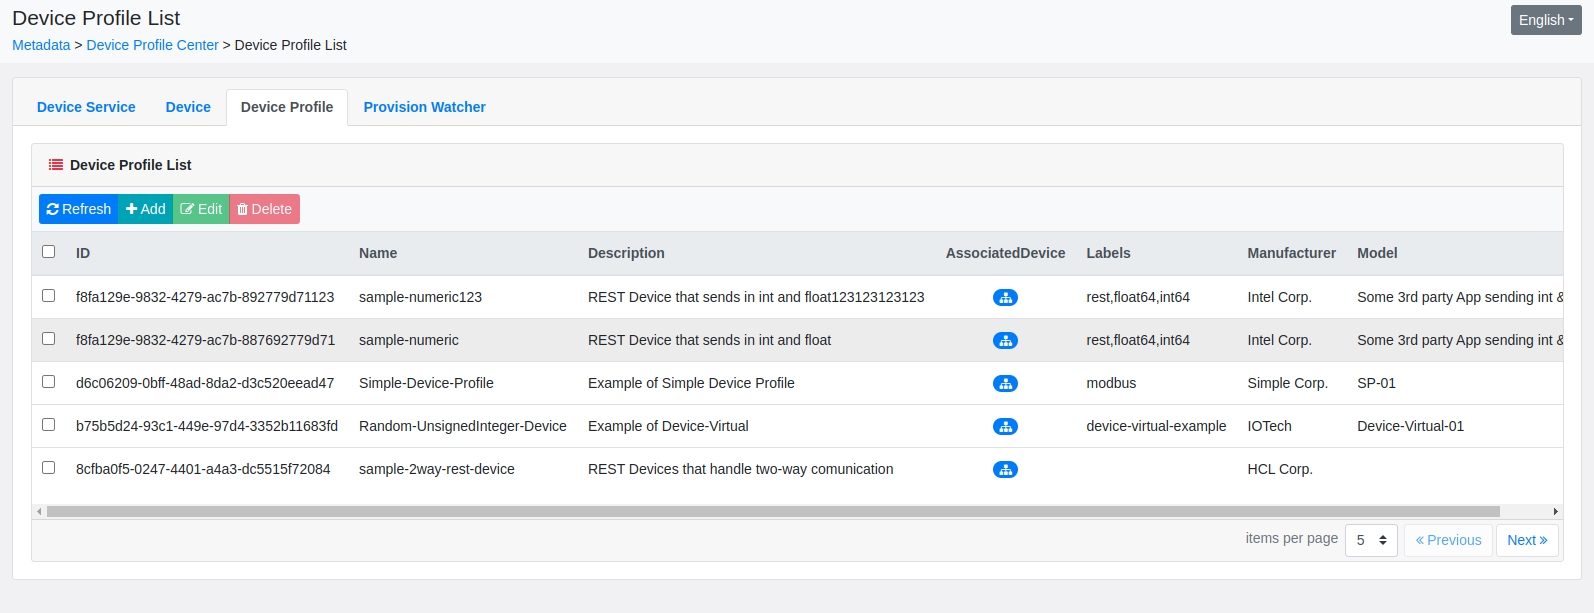 Device Profile List
English
Metadata > Device Profile Center > Device Profile List
Device Service Device Device Profile Provision Watcher
Device Profile List
Refresh Add Edit Delete
ID Name Description AssociatedDevice Labels Manufacturer Model
f8fa129e-9832-4279-ac7b-892779d71123 sample-numeric123 REST Device that sends in int and float123123123123 rest,float64,int64 Intel Corp. Some 3rd party App sending int &
f8fa129e-9832-4279-ac7b-887692779d71 sample-numeric REST Device that sends in int and float rest,float64,int64 Intel Corp. Some 3rd party App sending int &
d6c06209-0bff-48ad-8da2-d3c520eead47 Simple-Device-Profile Example of Simple Device Profile modbus Simple Corp. SP-01
b75b5d24-93c1-449e-97d4-3352b11683fd Random-UnsignedInteger-Device Example of Device-Virtual device-virtual-example IOTech Device-Virtual-01
8cfba0f5-0247-4401-a4a3-dc5515f72084 sample-2way-rest-device REST Devices that handle two-way comunication HCL Corp.
items per page 5 « Previous Next »